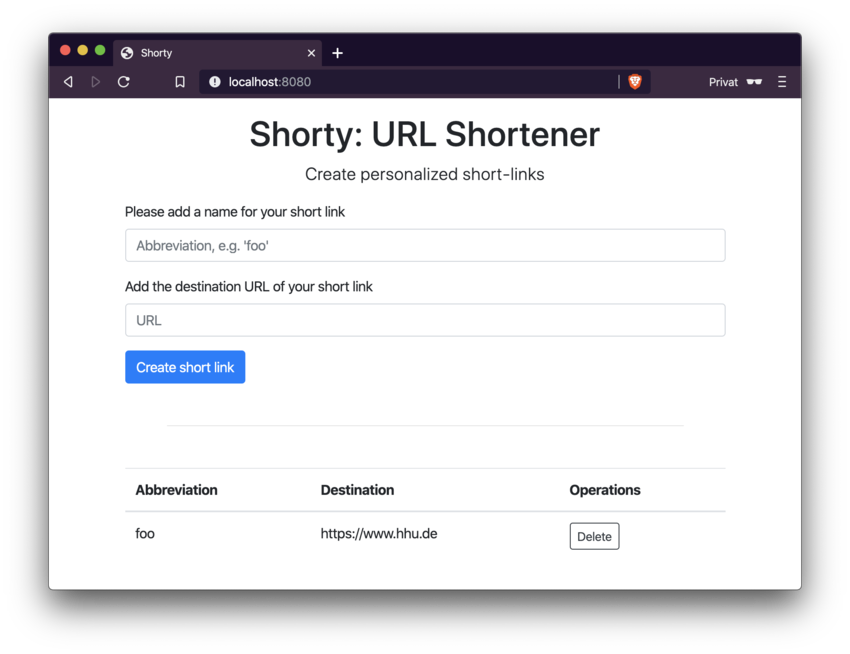 Shorty
localhost:8080
Privat
Shorty: URL Shortener
Create personalized short-links
Please add a name for your short link
Abbreviation, e.g. 'foo'
Add the destination URL of your short link
URL
Create short link
Abbreviation Destination Operations
foo https://www.hhu.de Delete